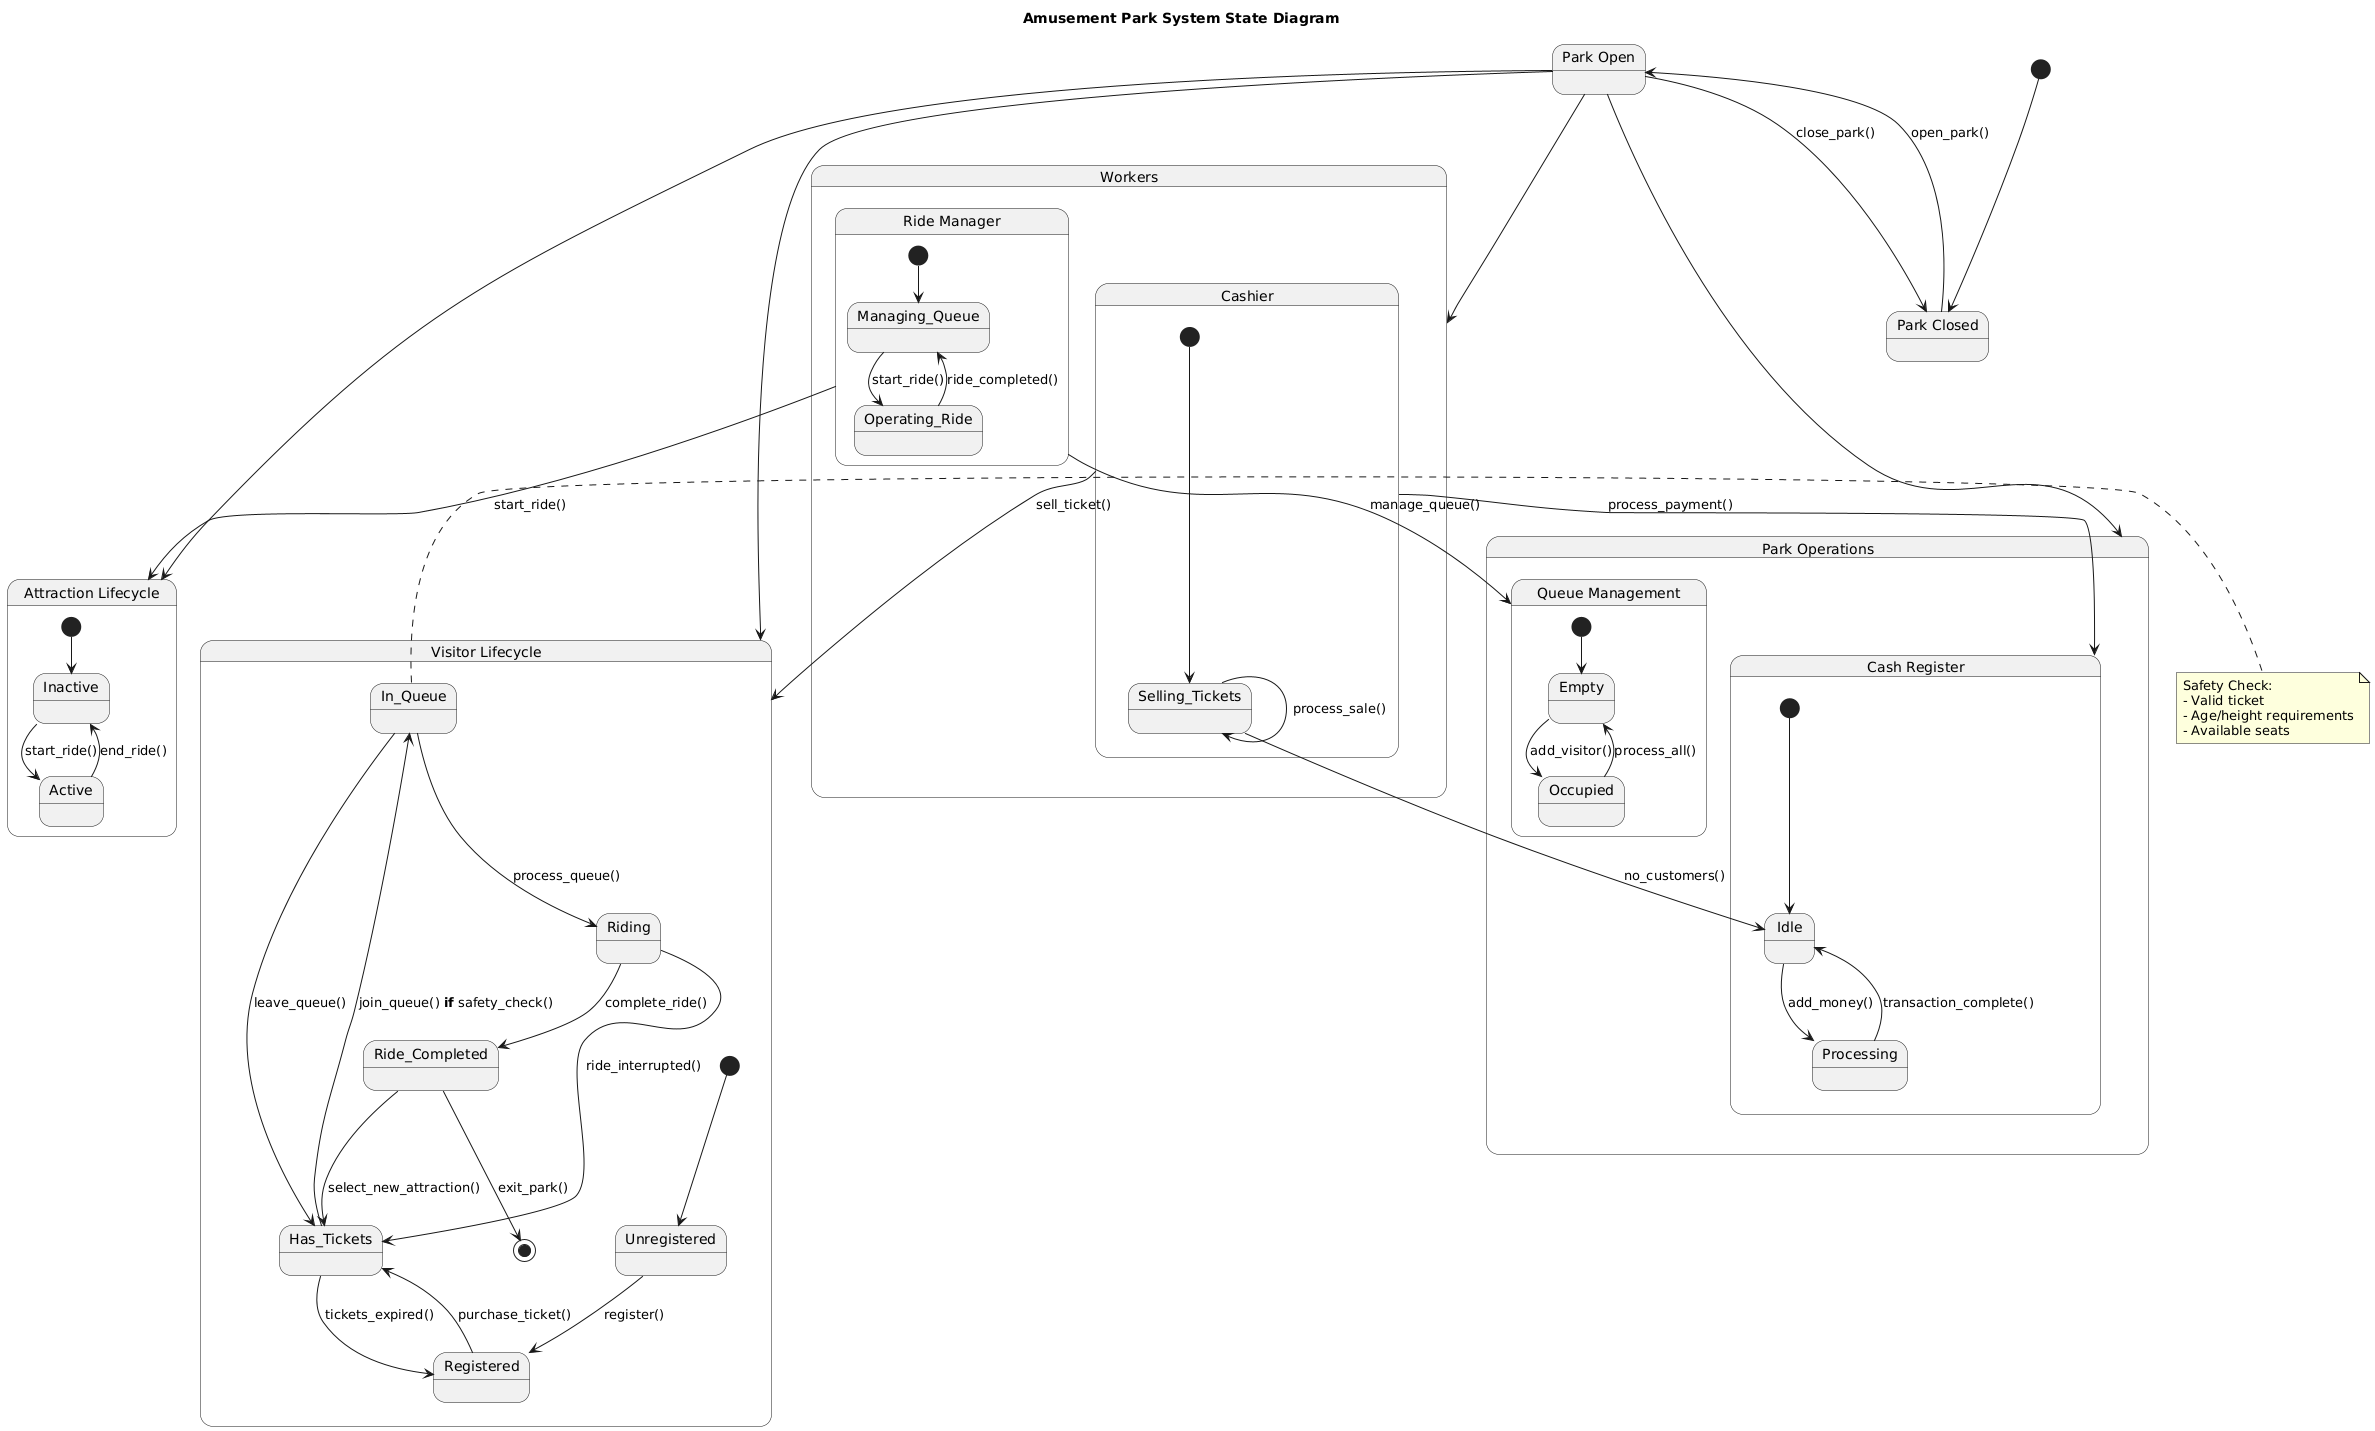 Amusement Park System State Diagram
Park Open
close_park()
open_park()
Workers
Ride Manager
Cashier
Managing_Queue
Park Closed
start_ride()
ride_completed()
Operating_Ride
start_ride()
sell_ticket()
manage_queue()
process_payment()
Park Operations
Attraction Lifecycle
Queue Management
Visitor Lifecycle
Cash Register
Inactive
In_Queue
Selling_Tickets
Empty
Safety Check:
- Valid ticket
- Age/height requirements
- Available seats
process_sale()
start_ride()
end_ride()
add_visitor()
process_all()
Active
Occupied
process_queue()
no_customers()
Riding
Idle
leave_queue()
join_queue() if safety_check()
complete_ride()
add_money()
transaction_complete()
Ride_Completed
Processing
ride_interrupted()
select_new_attraction()
exit_park()
Has_Tickets
Unregistered
tickets_expired()
purchase_ticket()
register()
Registered